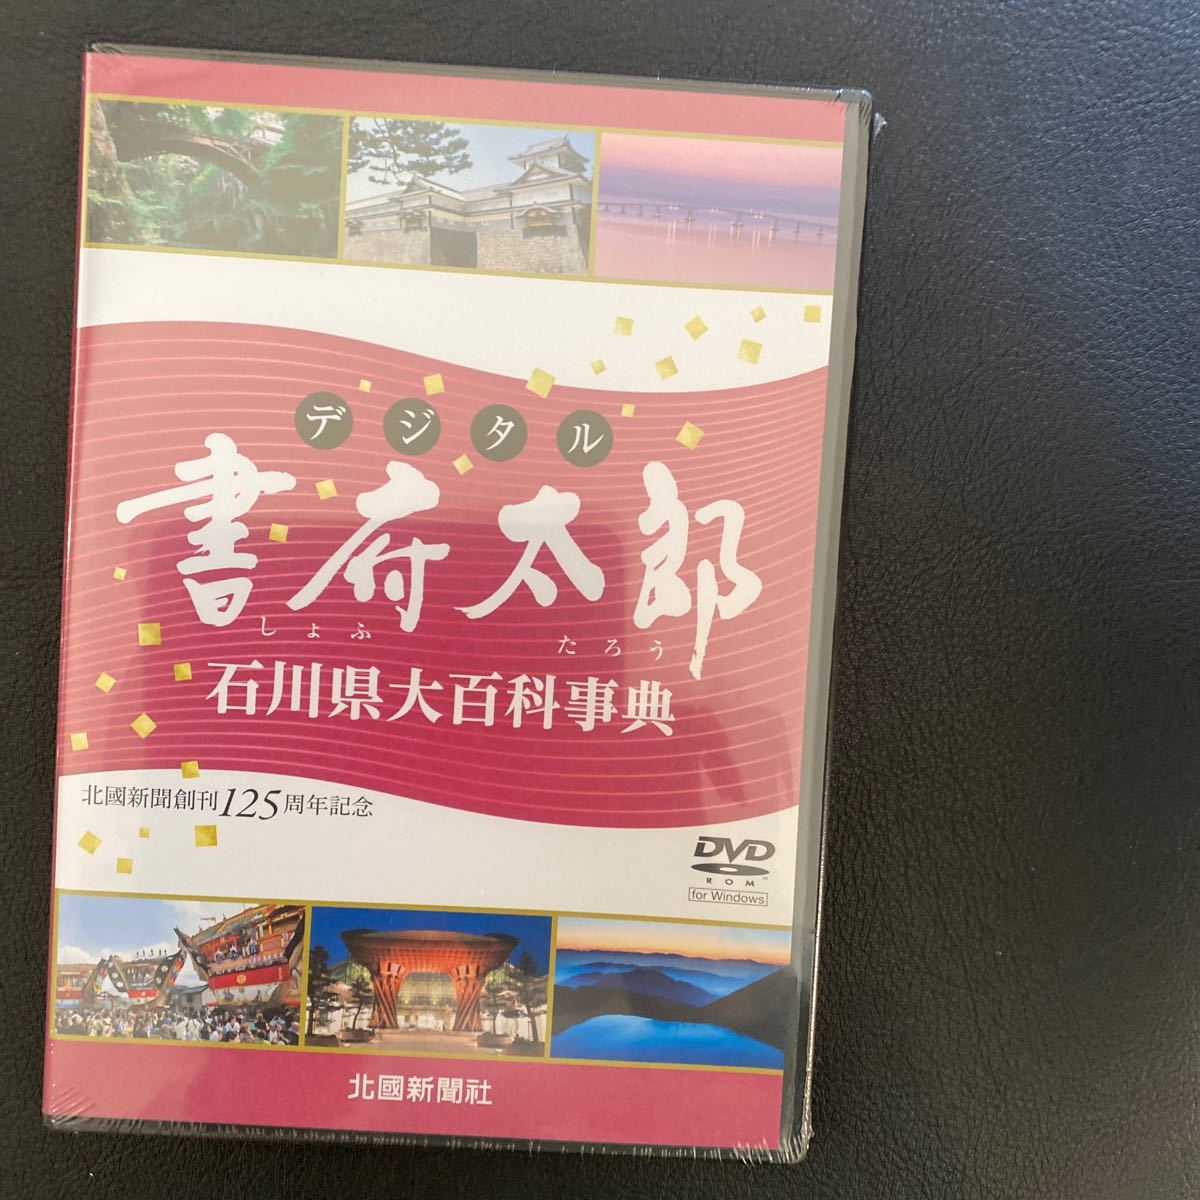 デジタル
書府太郎
しょふ たろう
石川県大百科事典
北國新聞創刊125周年記念
DVD
ROM™
for Windows
北國新聞社